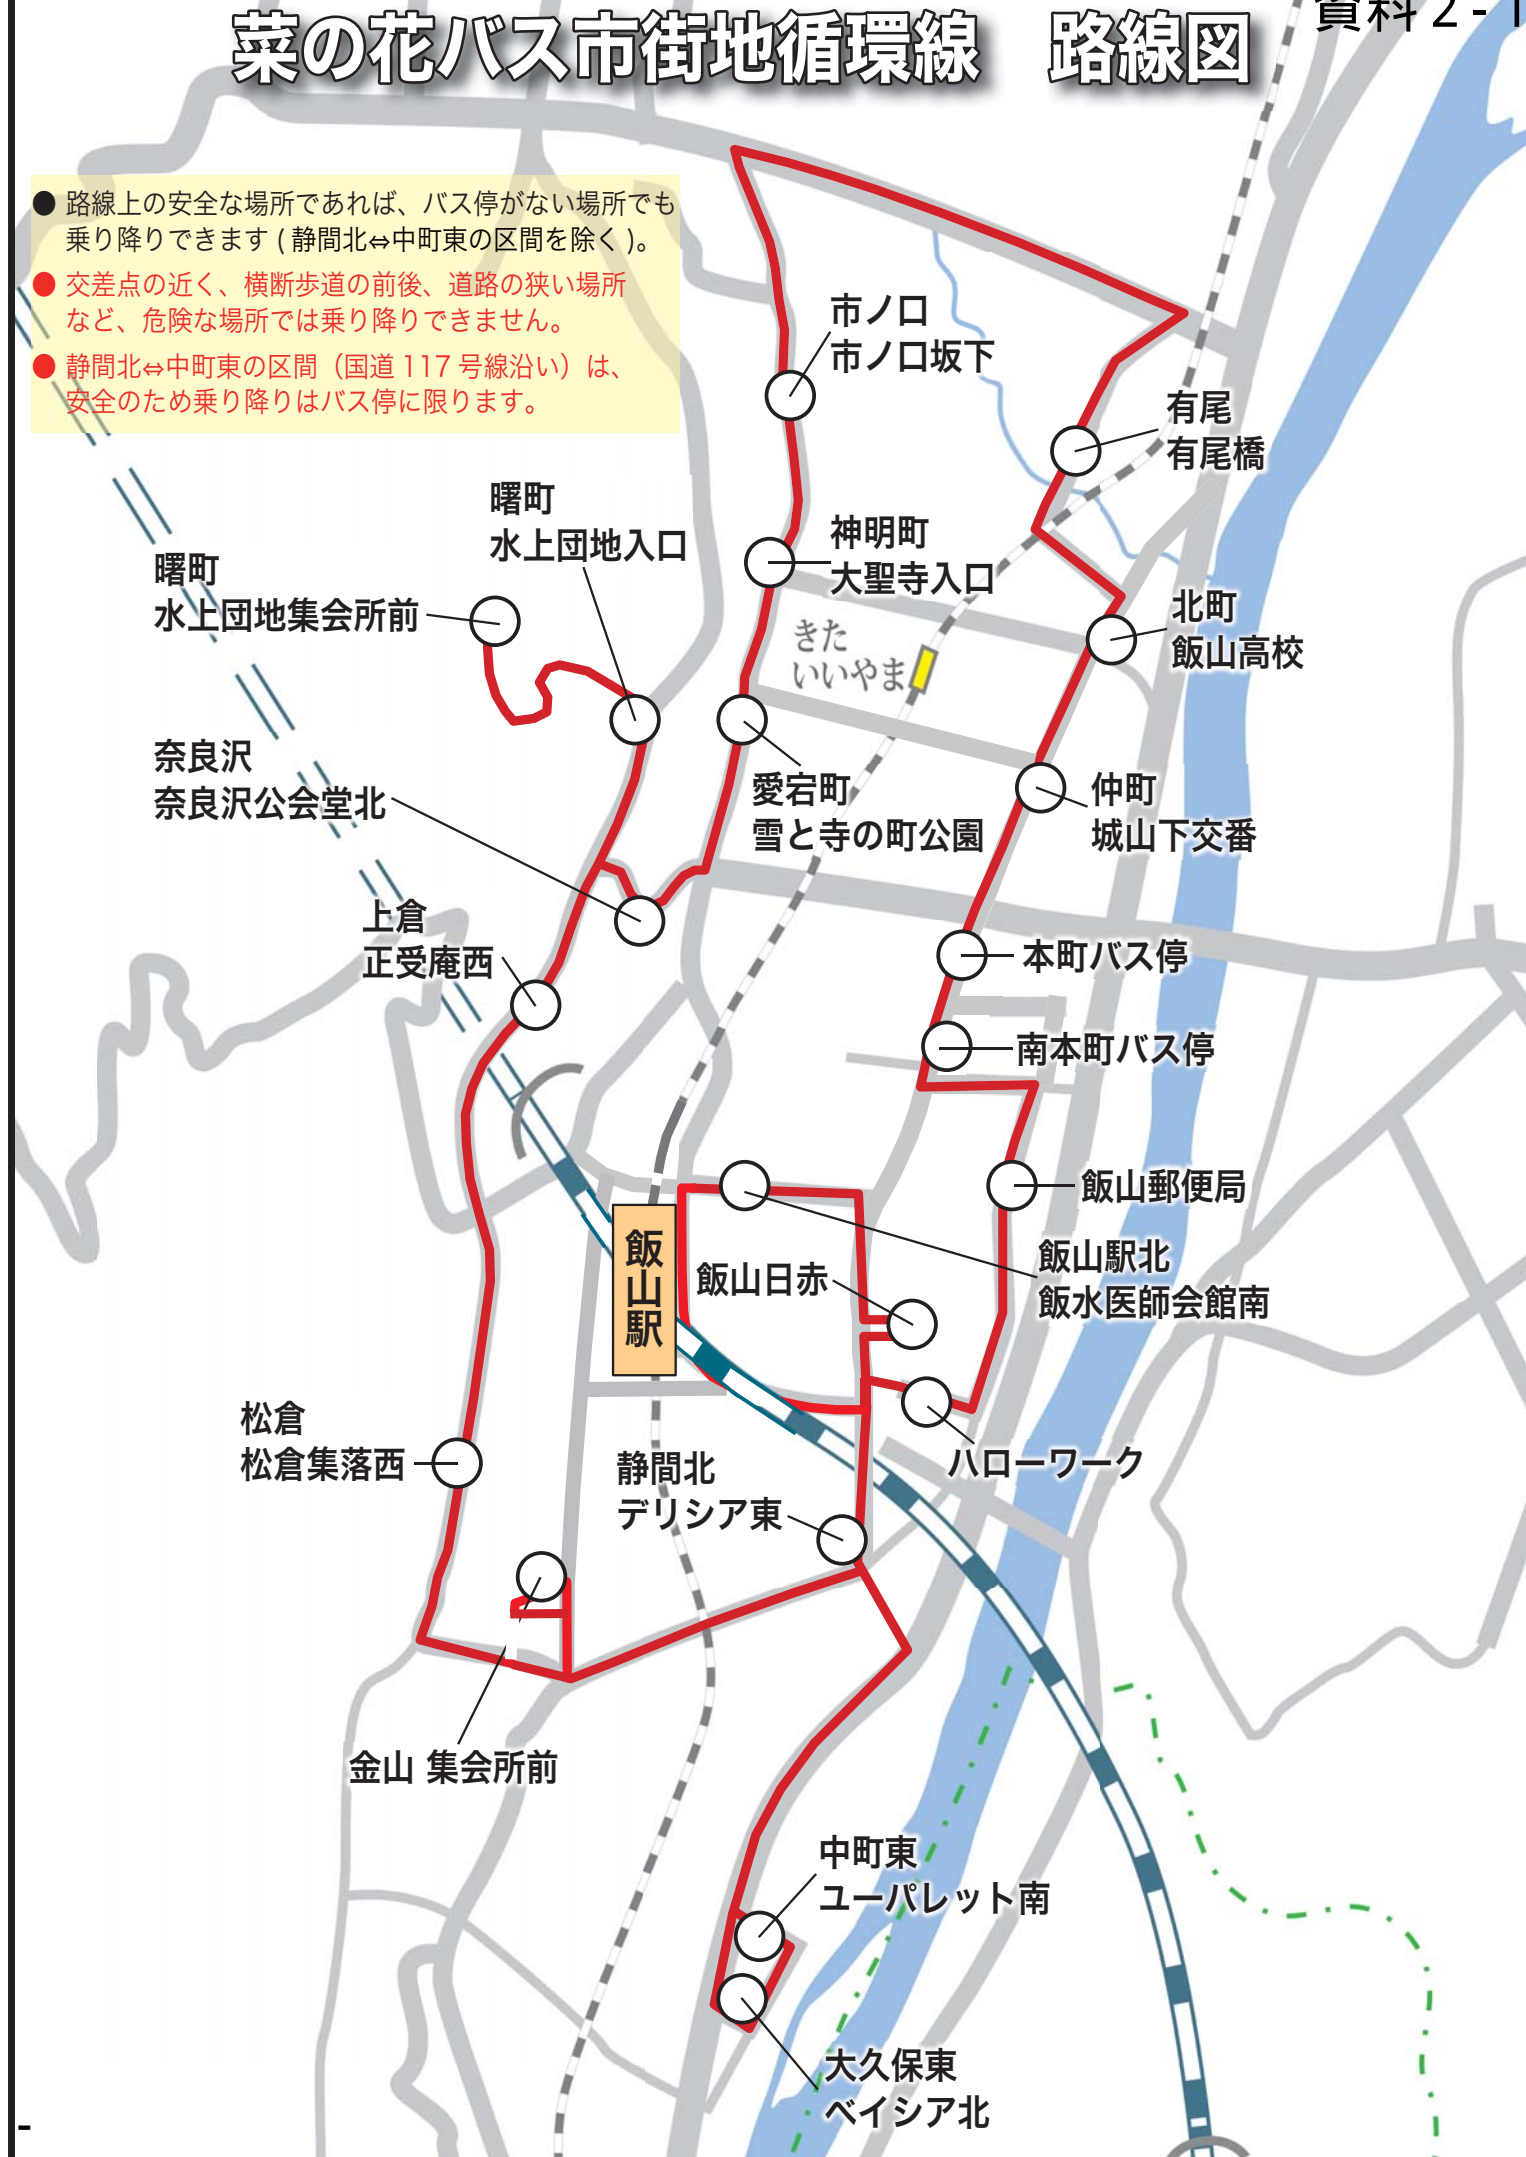 資料2-1
菜の花バス市街地循環線　路線図
● 路線上の安全な場所であれば、バス停がない場所でも
乗り降りできます ( 静間北⇔中町東の区間を除く )。
● 交差点の近く、横断歩道の前後、道路の狭い場所
など、危険な場所では乗り降りできません。
● 静間北⇔中町東の区間（国道 117 号線沿い）は、
安全のため乗り降りはバス停に限ります。
市ノ口
市ノ口坂下
有尾
有尾橋
曙町
水上団地入口
神明町
大聖寺入口
曙町
水上団地集会所前
北町
飯山高校
きた
いいやま
奈良沢
奈良沢公会堂北
愛宕町
雪と寺の町公園
仲町
城山下交番
上倉
正受庵西
本町バス停
南本町バス停
飯山郵便局
飯山駅
飯山日赤
飯山駅北
飯水医師会館南
松倉
松倉集落西
静間北
デリシア東
ハローワーク
金山 集会所前
中町東
ユーパレット南
大久保東
ベイシア北
-